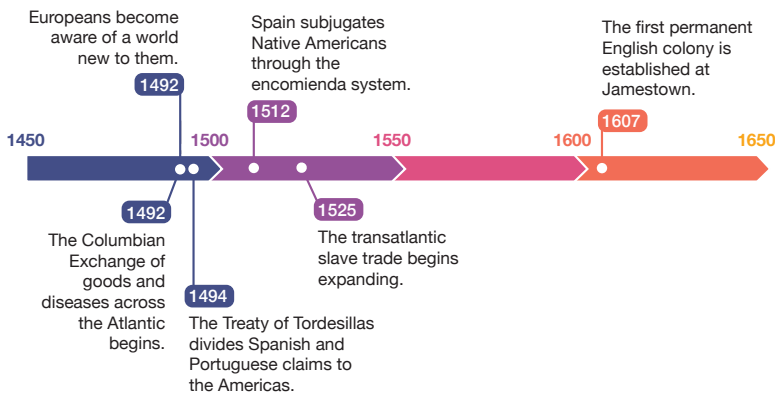 Europeans become
aware of a world
new to them.
1492
Spain subjugates
Native Americans
through the
encomienda system.
1512
The first permanent
English colony is
established at
Jamestown.
1607
1450
1500
1550
1600
1650
1492
The Columbian
Exchange of
goods and
diseases across
the Atlantic
begins.
1494
The Treaty of Tordesillas
divides Spanish and
Portuguese claims to
the Americas.
1525
The transatlantic
slave trade begins
expanding.